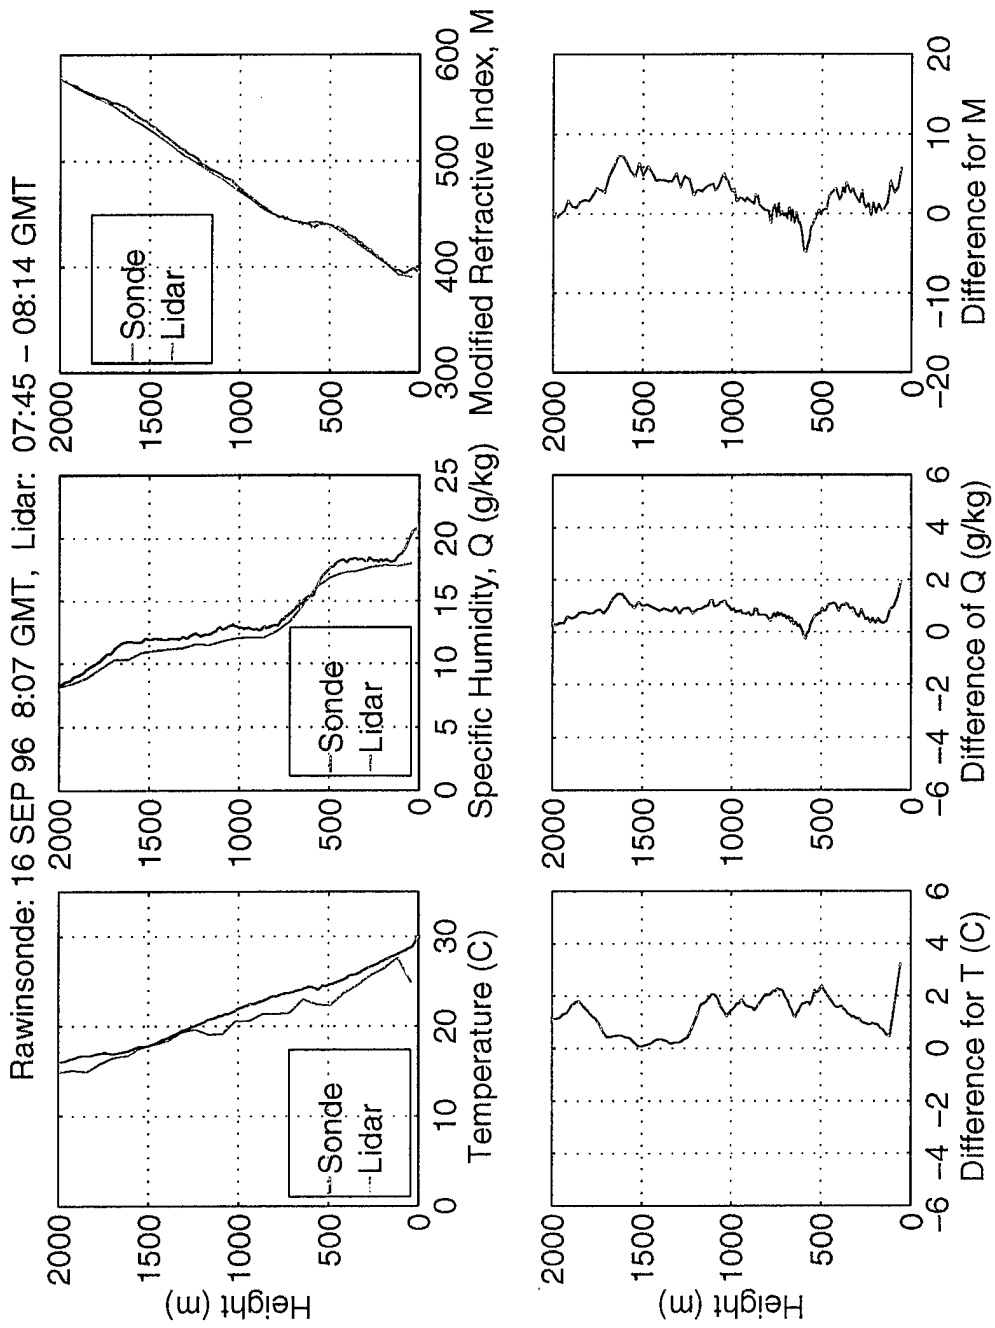 Rawinsonde: 16 SEP 96 8:07 GMT, Lidar: 07:45 – 08:14 GMT
2000
1500
1000
500
0
Height (m)
0 10 20 30
Temperature (C)
Sonde
Lidar
2000
1500
1000
500
0
0 5 10 15 20 25
Specific Humidity, Q (g/kg)
Sonde
Lidar
2000
1500
1000
500
0
300 400 500 600
Modified Refractive Index, M
Sonde
Lidar
2000
1500
1000
500
0
Height (m)
−6 −4 −2 0 2 4 6
Difference for T (C)
2000
1500
1000
500
0
−6 −4 −2 0 2 4 6
Difference of Q (g/kg)
2000
1500
1000
500
0
−20 −10 0 10 20
Difference for M